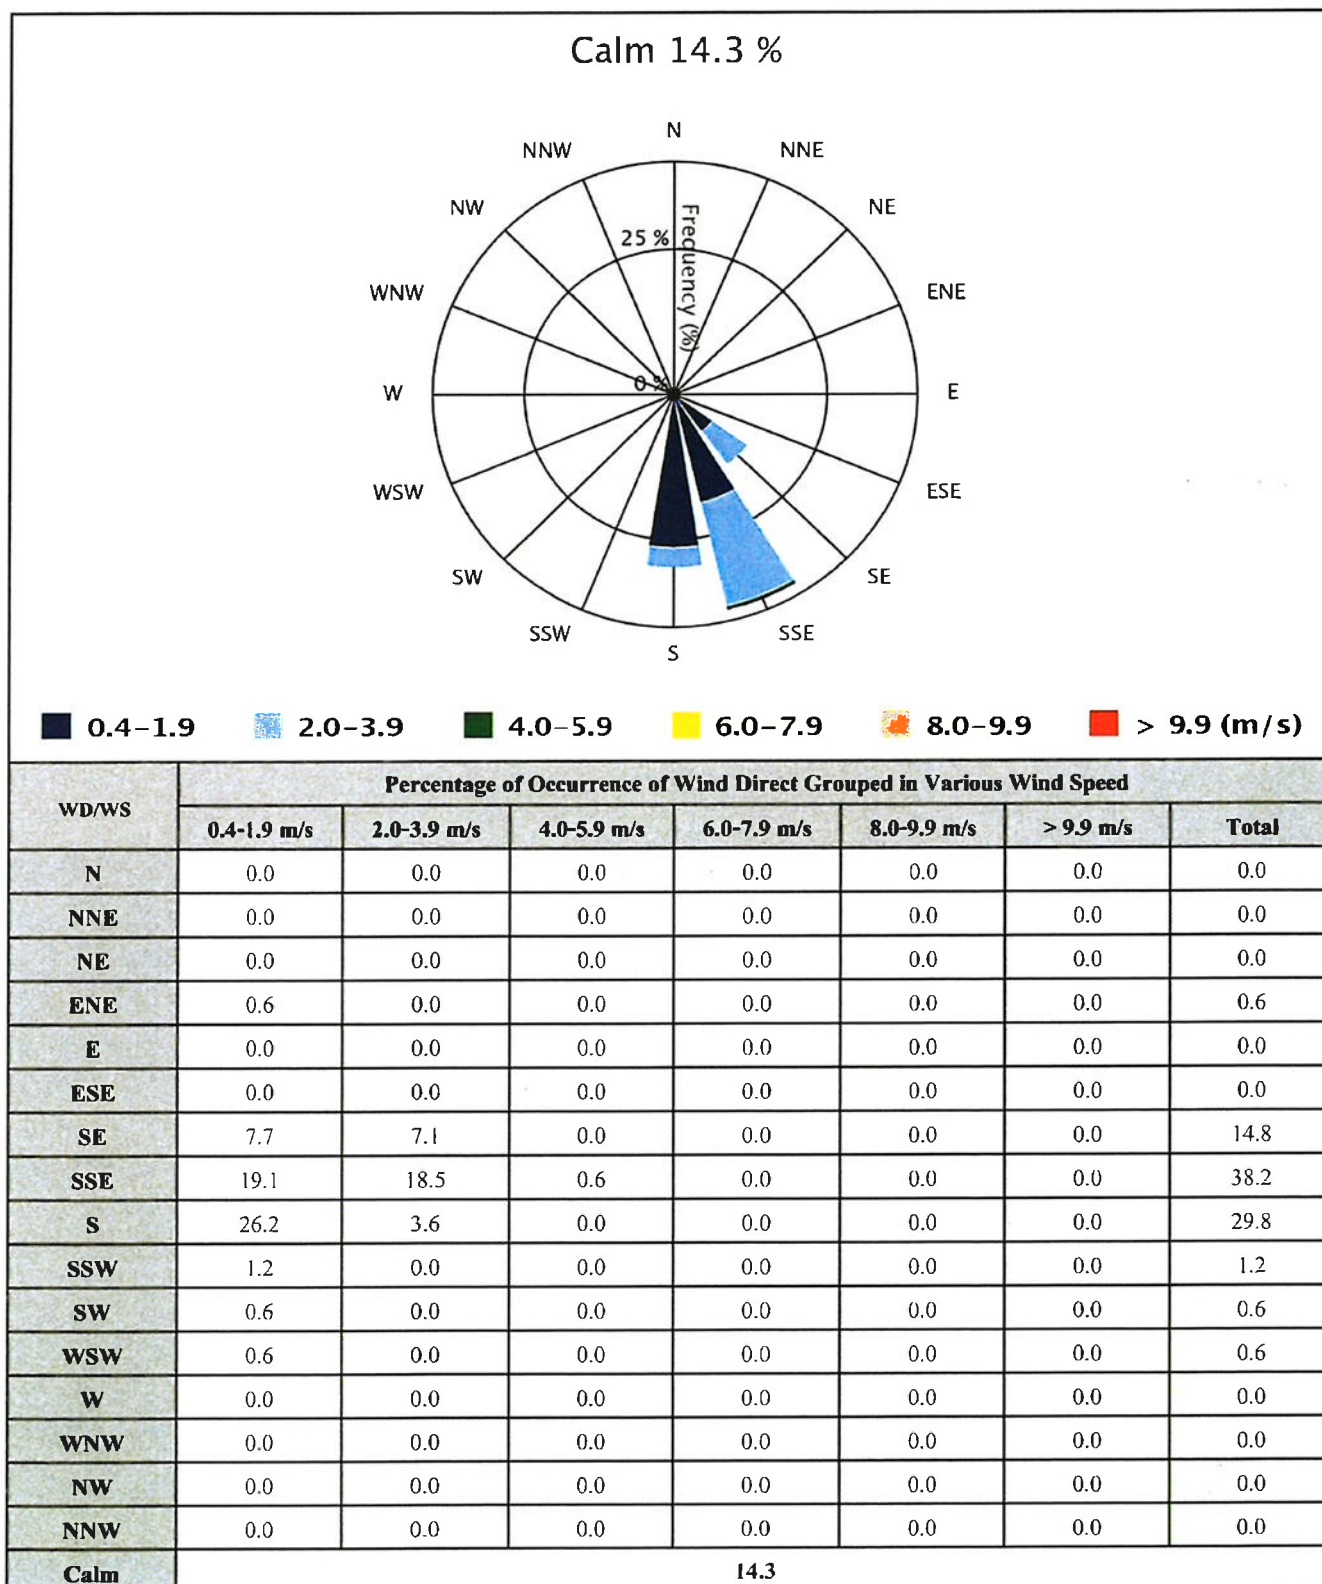 Calm 14.3 %
N
NNW NNE
NW NE
25 %
Frequency (%)
WNW ENE
0 %
W E
WSW ESE
SW SE
SSW SSE
S
0.4-1.9 2.0-3.9 4.0-5.9 6.0-7.9 8.0-9.9 > 9.9 (m/s)
WD/WS Percentage of Occurrence of Wind Direct Grouped in Various Wind Speed
0.4-1.9 m/s 2.0-3.9 m/s 4.0-5.9 m/s 6.0-7.9 m/s 8.0-9.9 m/s > 9.9 m/s Total
N 0.0 0.0 0.0 0.0 0.0 0.0 0.0
NNE 0.0 0.0 0.0 0.0 0.0 0.0 0.0
NE 0.0 0.0 0.0 0.0 0.0 0.0 0.0
ENE 0.6 0.0 0.0 0.0 0.0 0.0 0.6
E 0.0 0.0 0.0 0.0 0.0 0.0 0.0
ESE 0.0 0.0 0.0 0.0 0.0 0.0 0.0
SE 7.7 7.1 0.0 0.0 0.0 0.0 14.8
SSE 19.1 18.5 0.6 0.0 0.0 0.0 38.2
S 26.2 3.6 0.0 0.0 0.0 0.0 29.8
SSW 1.2 0.0 0.0 0.0 0.0 0.0 1.2
SW 0.6 0.0 0.0 0.0 0.0 0.0 0.6
WSW 0.6 0.0 0.0 0.0 0.0 0.0 0.6
W 0.0 0.0 0.0 0.0 0.0 0.0 0.0
WNW 0.0 0.0 0.0 0.0 0.0 0.0 0.0
NW 0.0 0.0 0.0 0.0 0.0 0.0 0.0
NNW 0.0 0.0 0.0 0.0 0.0 0.0 0.0
Calm 14.3